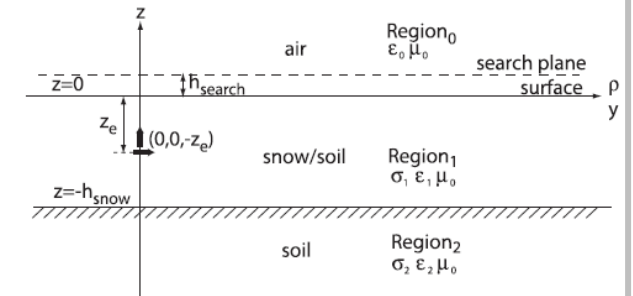 z
air
Region₀
ε₀ μ₀
search plane
z=0
hsearch
surface
ρ
y
zₑ
(0,0,-zₑ)
snow/soil
Region₁
σ₁ ε₁ μ₀
z=-hsnow
soil
Region₂
σ₂ ε₂ μ₀